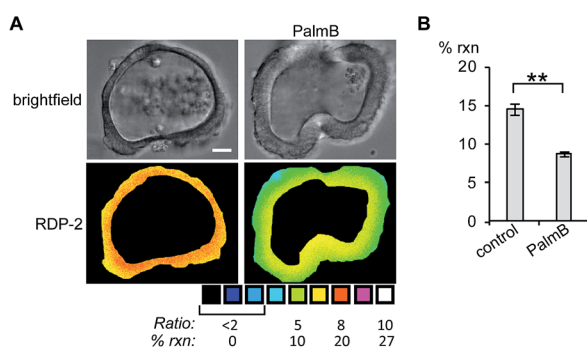 A
PalmB
brightfield
RDP-2
Ratio: <2 5 8 10
% rxn: 0 10 20 27
B
% rxn
20
15
10
5
0
**
control
PalmB